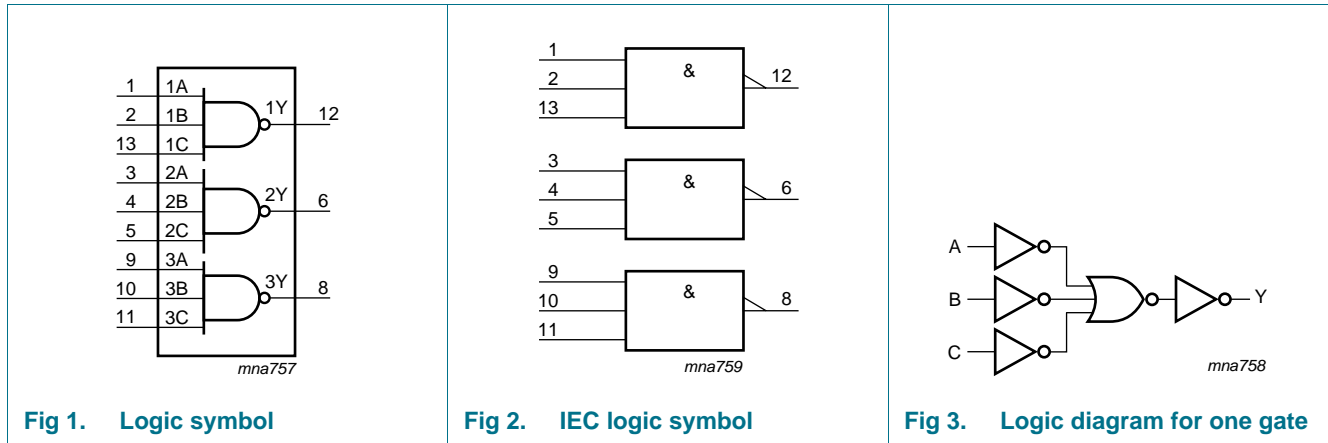 1 1A
2 1B
13 1C
1Y 12
3 2A
4 2B
5 2C
2Y 6
9 3A
10 3B
11 3C
3Y 8
mna757
Fig 1. Logic symbol
1
2
13
&
12
3
4
5
&
6
9
10
11
&
8
mna759
Fig 2. IEC logic symbol
A
B
C
Y
mna758
Fig 3. Logic diagram for one gate